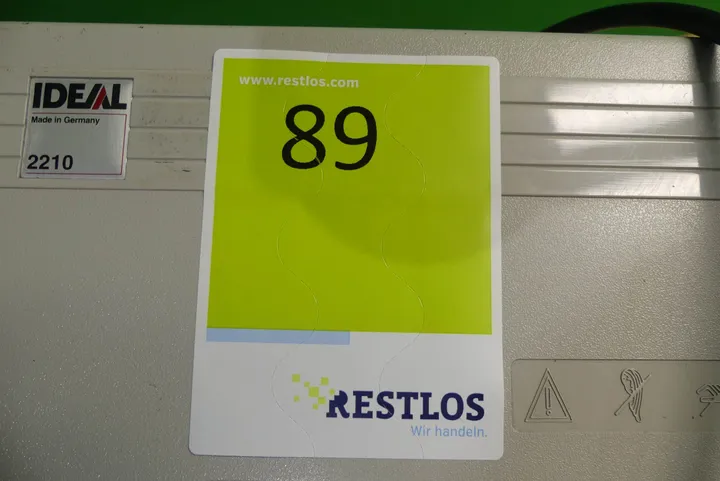 IDEAL
Made in Germany
2210
www.restlos.com
89
RESTLOS
Wir handeln.